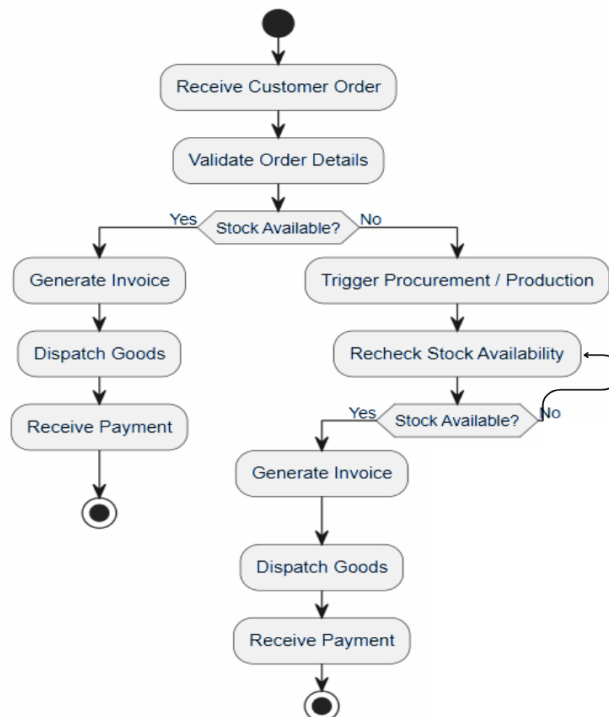 Receive Customer Order
Validate Order Details
Yes
Stock Available?
No
Generate Invoice
Trigger Procurement / Production
Dispatch Goods
Recheck Stock Availability
Receive Payment
Yes
Stock Available?
No
Generate Invoice
Dispatch Goods
Receive Payment